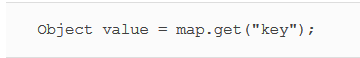 Object value = map.get("key");